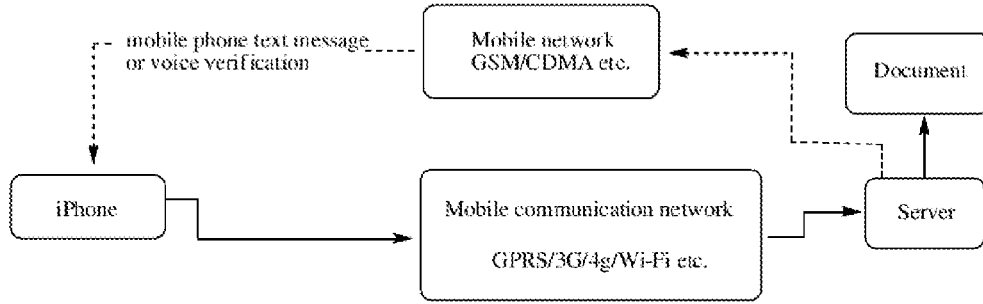 mobile phone text message
or voice verification
Mobile network
GSM/CDMA etc.
Document
iPhone
Mobile communication network
GPRS/3G/4g/Wi-Fi etc.
Server